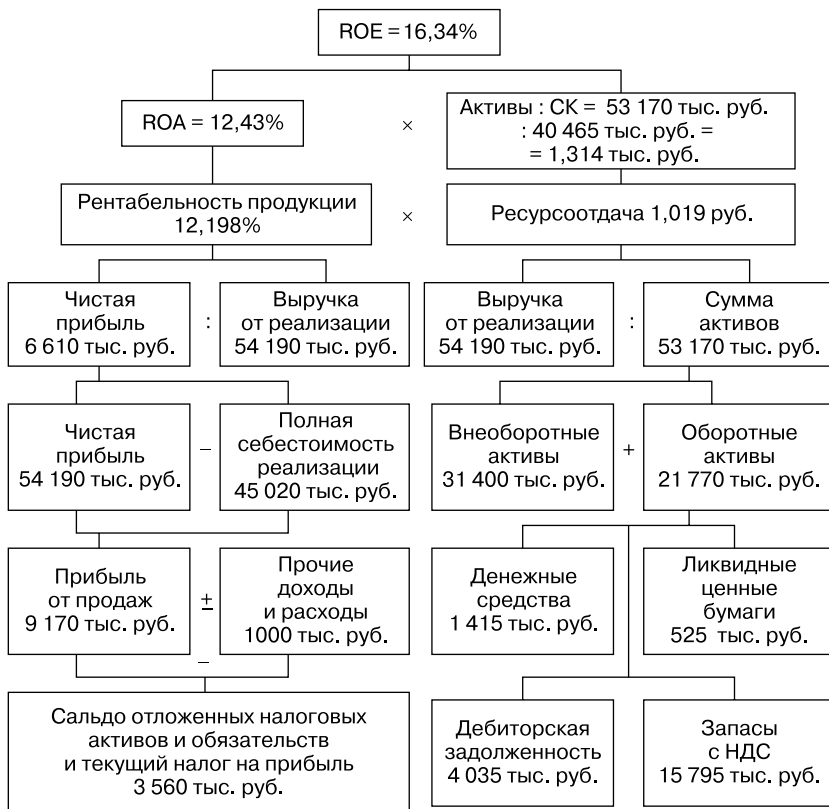 ROE = 16,34%
ROA = 12,43%
×
Активы : СК = 53 170 тыс. руб.
: 40 465 тыс. руб. =
= 1,314 тыс. руб.
Рентабельность продукции
12,198%
×
Ресурсоотдача 1,019 руб.
Чистая
прибыль
6 610 тыс. руб.
:
Выручка
от реализации
54 190 тыс. руб.
Выручка
от реализации
54 190 тыс. руб.
:
Сумма
активов
53 170 тыс. руб.
Чистая
прибыль
54 190 тыс. руб.
–
Полная
себестоимость
реализации
45 020 тыс. руб.
Внеоборотные
активы
31 400 тыс. руб.
+
Оборотные
активы
21 770 тыс. руб.
Прибыль
от продаж
9 170 тыс. руб.
±
Прочие
доходы
и расходы
1000 тыс. руб.
Денежные
средства
1 415 тыс. руб.
Ликвидные
ценные
бумаги
525 тыс. руб.
–
Сальдо отложенных налоговых
активов и обязательств
и текущий налог на прибыль
3 560 тыс. руб.
Дебиторская
задолженность
4 035 тыс. руб.
Запасы
с НДС
15 795 тыс. руб.